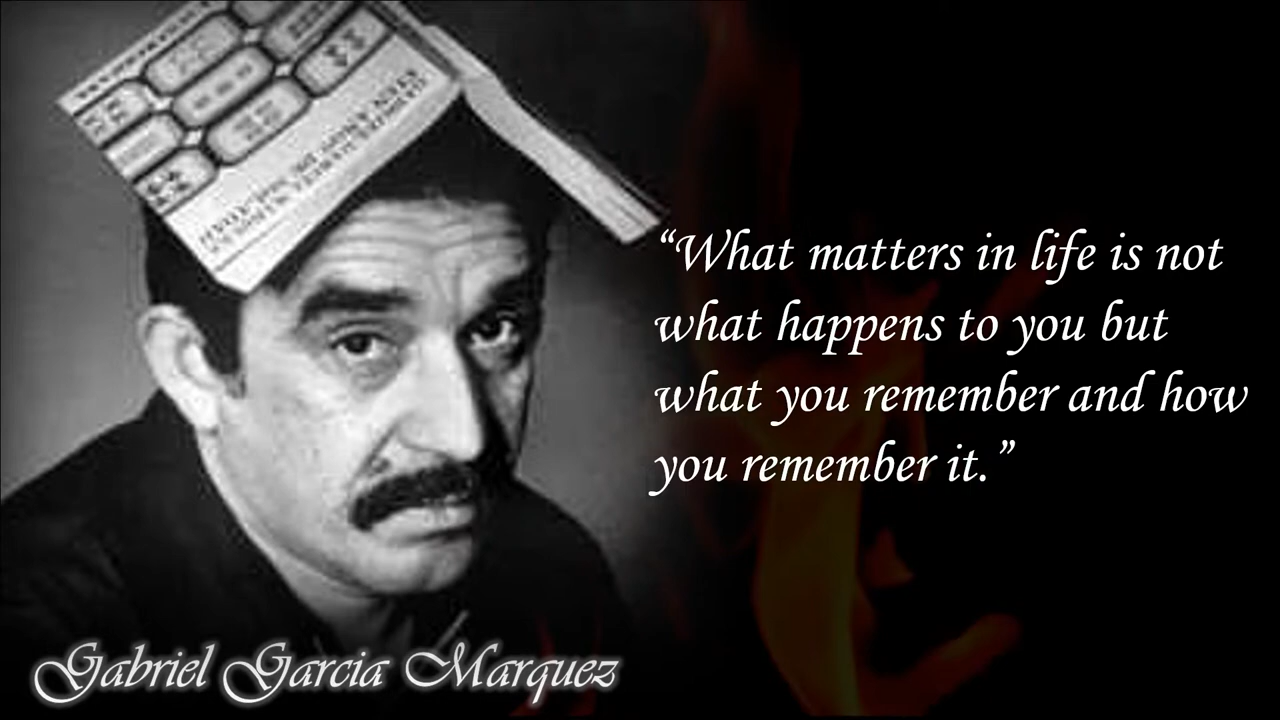 “What matters in life is not
what happens to you but
what you remember and how
you remember it.”
Gabriel Garcia Marquez